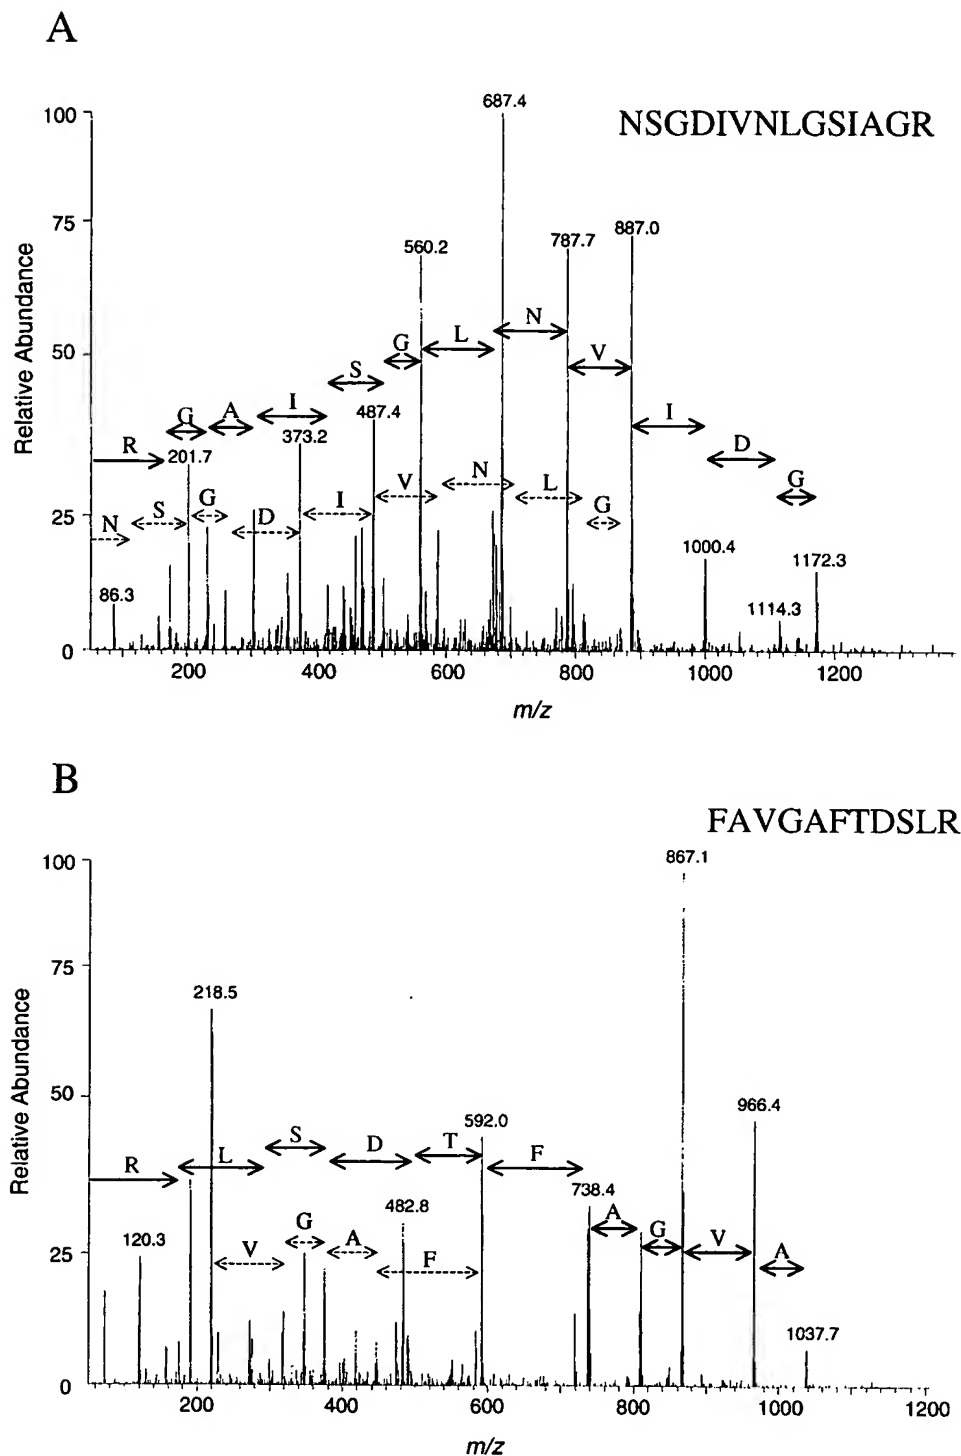 A
NSGDIVNLGSIAGR
687.4
100
887.0
787.7
560.2
75
N
L
V
G
50
S
I
487.4
I
A
373.2
G
D
R
201.7
G
N
V
L
I
G
25
G
S
D
N
1000.4
1172.3
86.3
1114.3
0
200 400 600 800 1000 1200
m/z
Relative Abundance
B
FAVGAFTDSLR
867.1
100
218.5
75
966.4
50
592.0
S
D T
R L F
738.4
482.8
A
G
120.3 G A V A
25
V F
1037.7
0
200 400 600 800 1000 1200
m/z
Relative Abundance